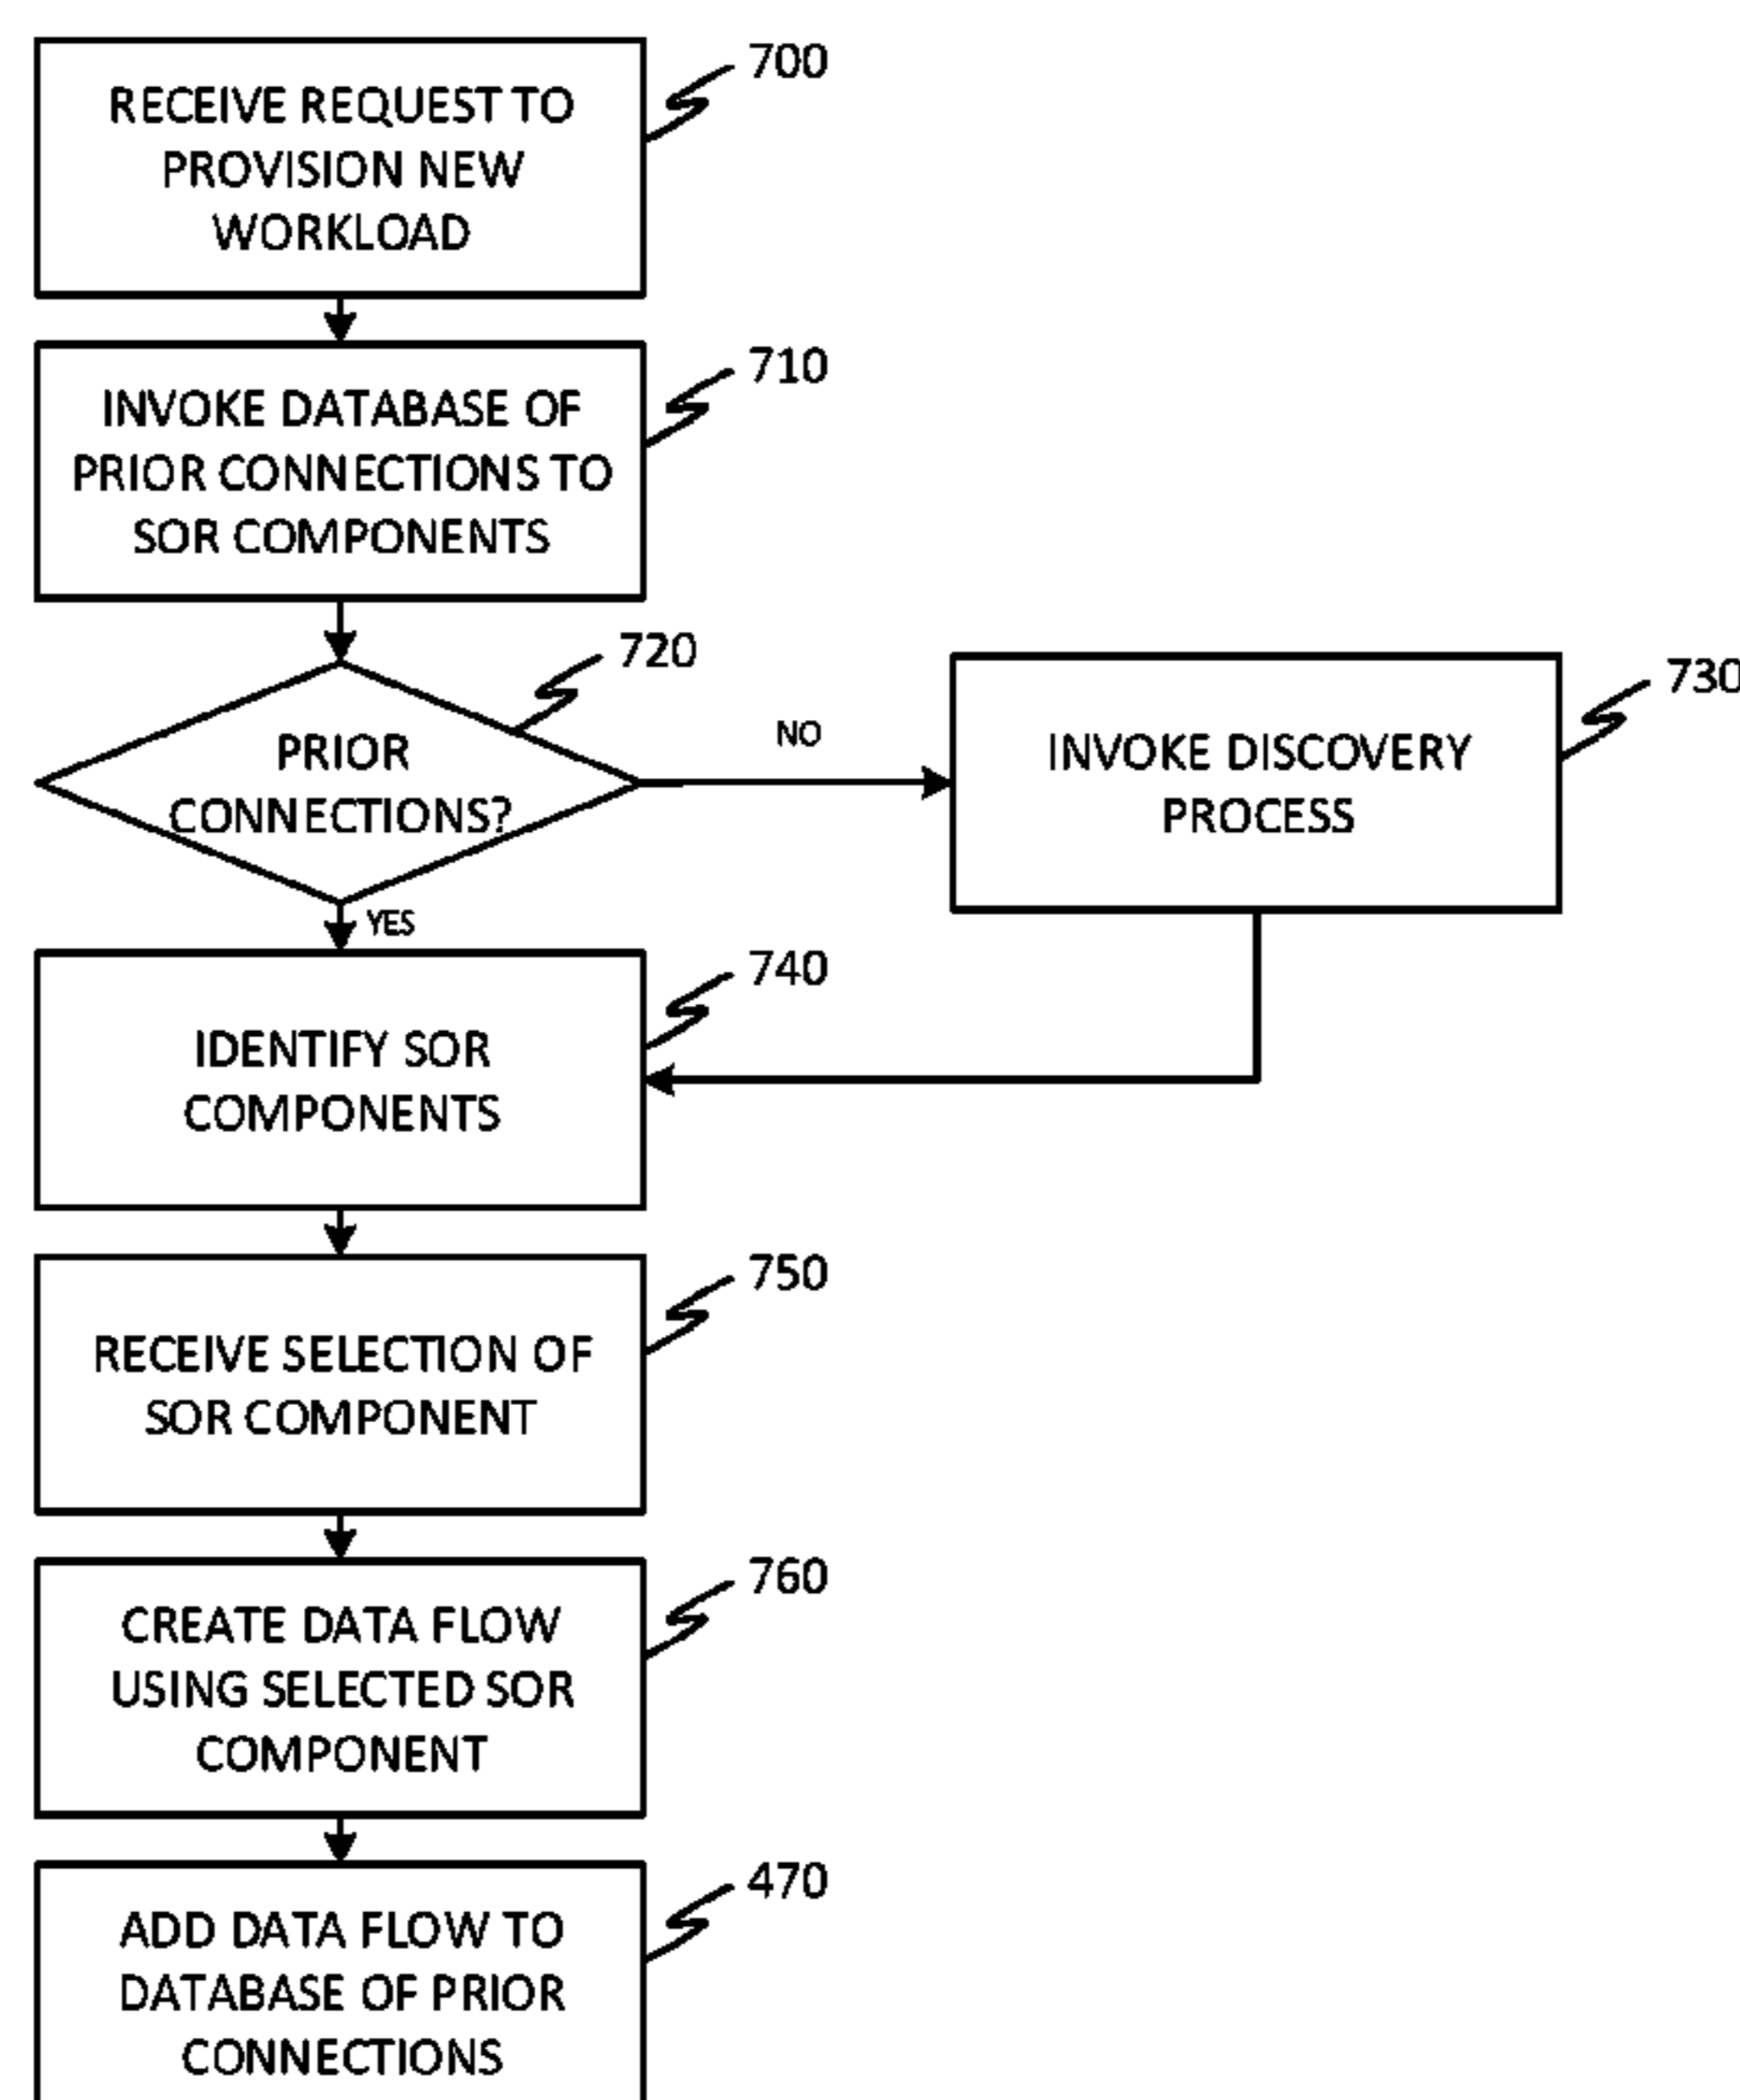 RECEIVE REQUEST TO
PROVISION NEW
WORKLOAD
700
INVOKE DATABASE OF
PRIOR CONNECTIONS TO
SOR COMPONENTS
710
PRIOR
CONNECTIONS?
720
NO
YES
INVOKE DISCOVERY
PROCESS
730
IDENTIFY SOR
COMPONENTS
740
RECEIVE SELECTION OF
SOR COMPONENT
750
CREATE DATA FLOW
USING SELECTED SOR
COMPONENT
760
ADD DATA FLOW TO
DATABASE OF PRIOR
CONNECTIONS
470